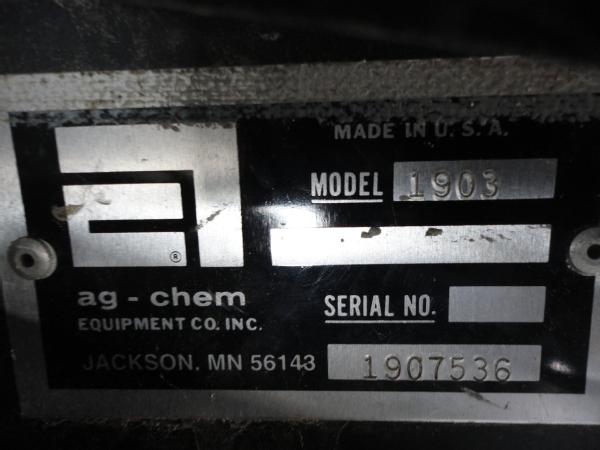 MADE IN U.S.A.
MODEL 1903
®
ag - chem
EQUIPMENT CO. INC.
SERIAL NO.
JACKSON, MN 56143
1907536